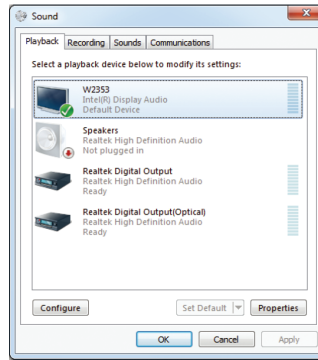 Sound
Playback Recording Sounds Communications
Select a playback device below to modify its settings:
W2353
Intel(R) Display Audio
Default Device
Speakers
Realtek High Definition Audio
Not plugged in
Realtek Digital Output
Realtek High Definition Audio
Ready
Realtek Digital Output(Optical)
Realtek High Definition Audio
Ready
Configure Set Default Properties
OK Cancel Apply